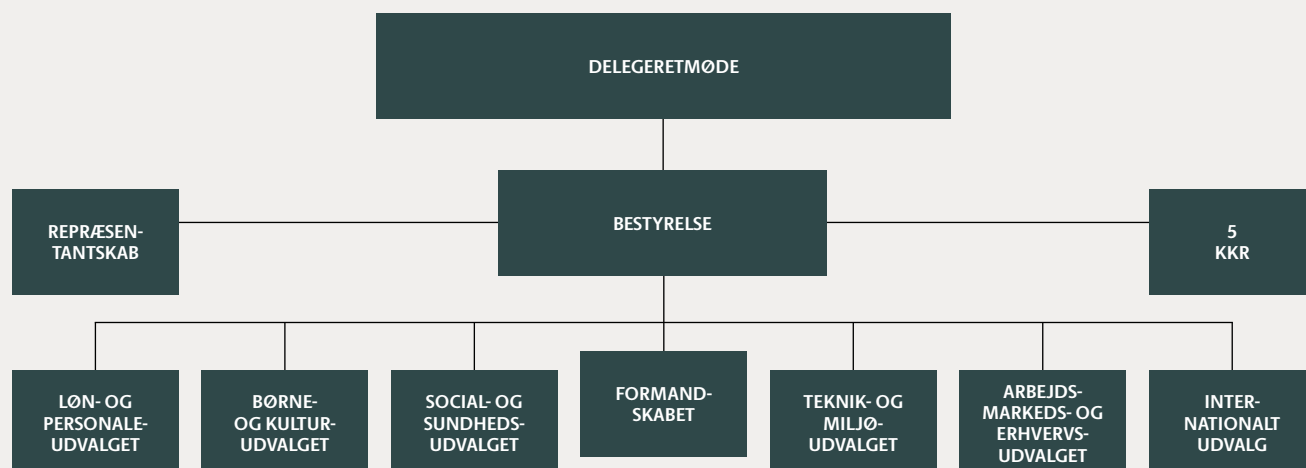 DELEGERETMØDE
REPRÆSEN-
TANTSKAB
BESTYRELSE
5
KKR
LØN- OG
PERSONALE-
UDVALGET
BØRNE-
OG KULTUR-
UDVALGET
SOCIAL- OG
SUNDHEDS-
UDVALGET
FORMAND-
SKABET
TEKNIK- OG
MILJØ-
UDVALGET
ARBEJDS-
MARKEDS- OG
ERHVERVS-
UDVALGET
INTER-
NATIONALT
UDVALG